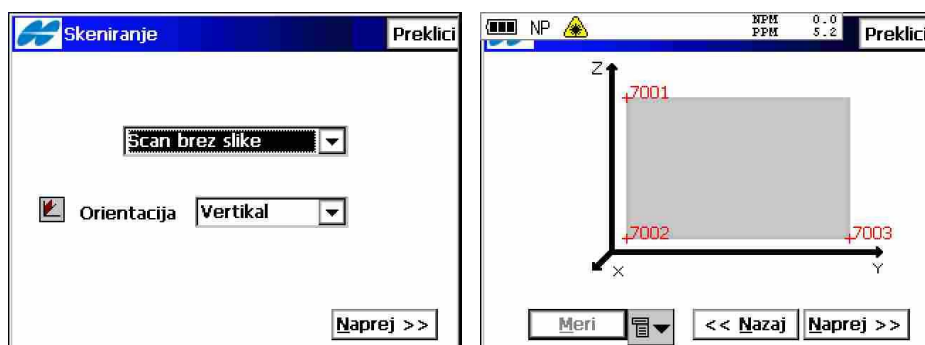 Skeniranje
Preklici
Scan brez slike
Orientacija
Vertikal
Naprej >>
NP
NPM 0.0
PPM 5.2
Preklici
Z
7001
7002
7003
X
Y
Meri
<< Nazaj
Naprej >>